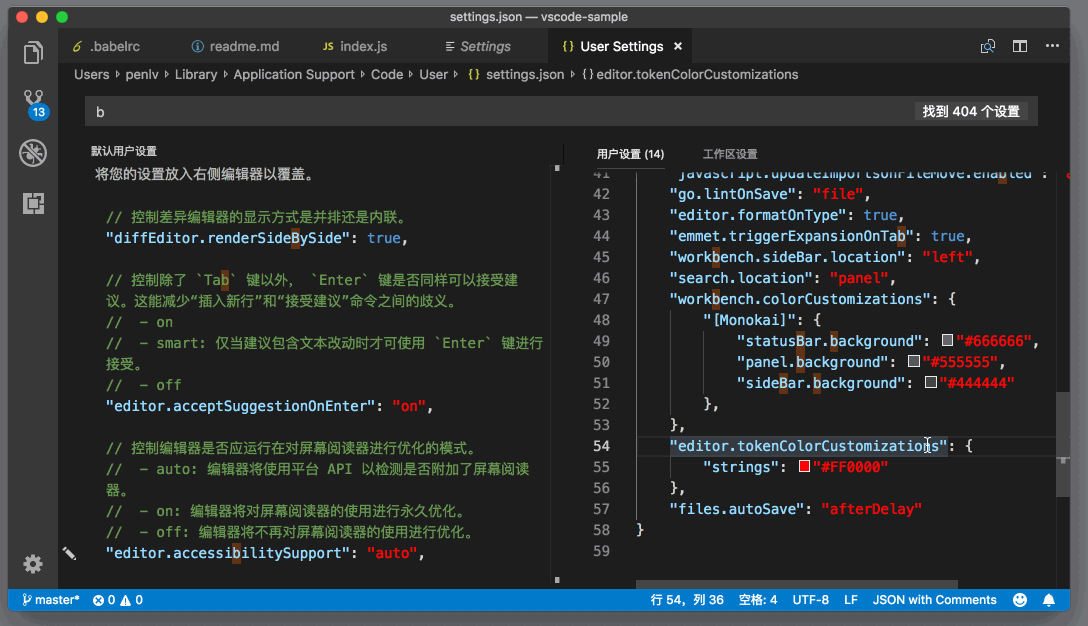 settings.json — vscode-sample
.babelrc
readme.md
JS index.js
Settings
{} User Settings ×
Users › penlv › Library › Application Support › Code › User › {} settings.json › {} editor.tokenColorCustomizations
13
b
找到 404 个设置
默认用户设置
将您的设置放入右侧编辑器以覆盖。
// 控制差异编辑器的显示方式是并排还是内联。
"diffEditor.renderSideBySide": true,
// 控制除了 `Tab` 键以外， `Enter` 键是否同样可以接受建
议。这能减少“插入新行”和“接受建议”命令之间的歧义。
//  - on
//  - smart: 仅当建议包含文本改动时才可使用 `Enter` 键进行
接受。
//  - off
"editor.acceptSuggestionOnEnter": "on",
// 控制编辑器是否应运行在对屏幕阅读器进行优化的模式。
//  - auto: 编辑器将使用平台 API 以检测是否附加了屏幕阅读
器。
//  - on: 编辑器将对屏幕阅读器的使用进行永久优化。
//  - off: 编辑器将不再对屏幕阅读器的使用进行优化。
"editor.accessibilitySupport": "auto",
用户设置 (14)
工作区设置
41 "javascript.updateImportsOnFileMove.enabled":
42 "go.lintOnSave": "file",
43 "editor.formatOnType": true,
44 "emmet.triggerExpansionOnTab": true,
45 "workbench.sideBar.location": "left",
46 "search.location": "panel",
47 "workbench.colorCustomizations": {
48 "[Monokai]": {
49 "statusBar.background": "#666666",
50 "panel.background": "#555555",
51 "sideBar.background": "#444444"
52 },
53 },
54 "editor.tokenColorCustomizations": {
55 "strings": "#FF0000"
56 },
57 "files.autoSave": "afterDelay"
58 }
59
master* 0 0
行 54，列 36 空格: 4 UTF-8 LF JSON with Comments